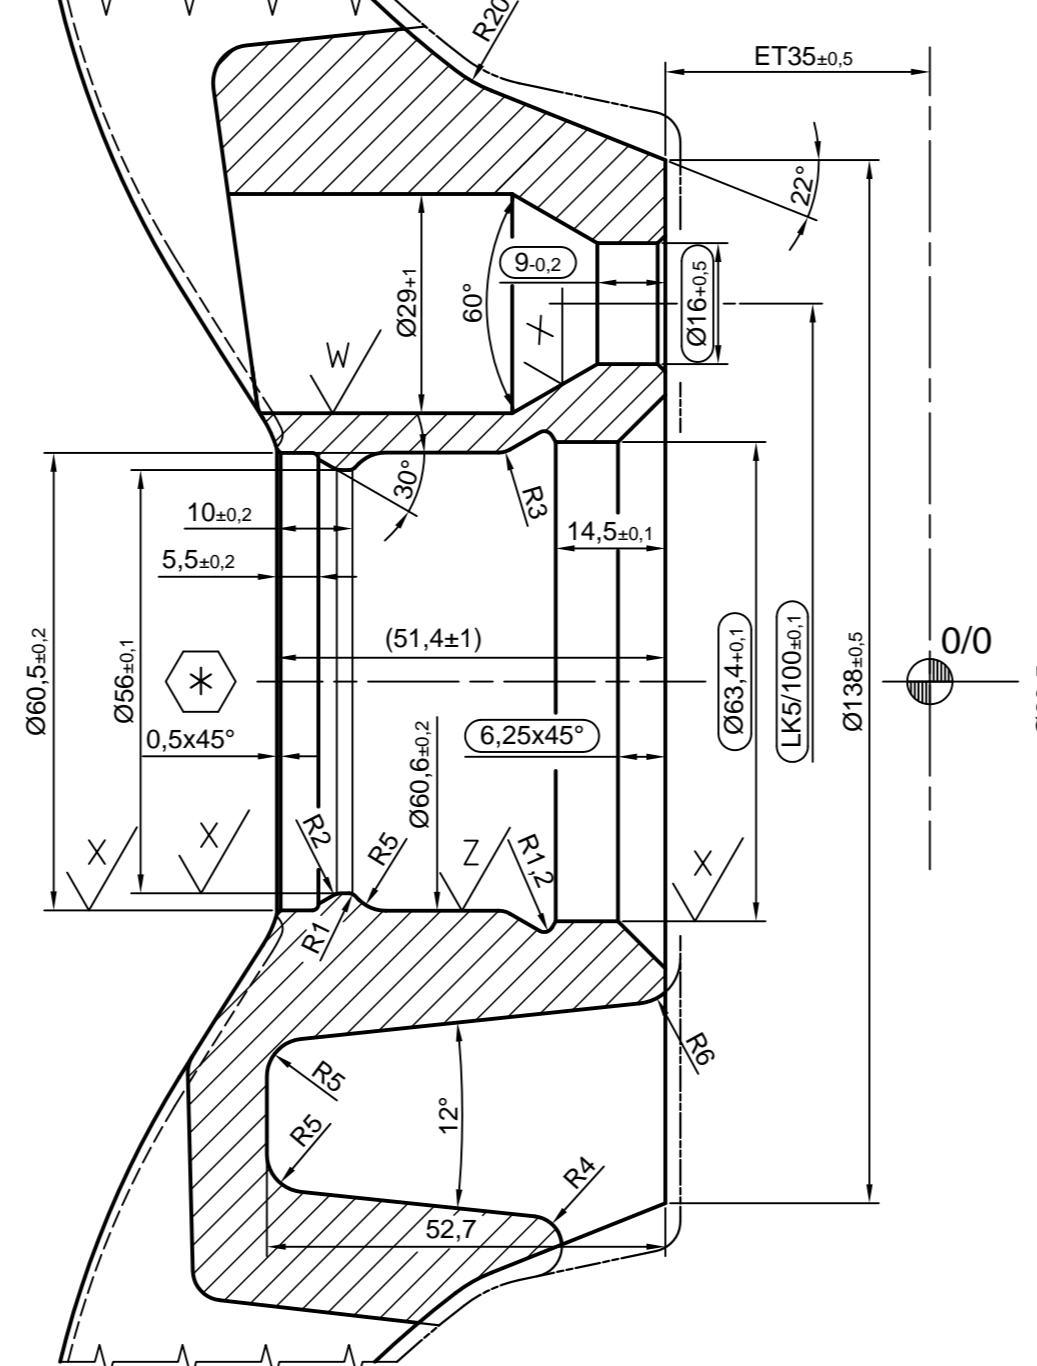 R20
ET35±0,5
22°
9-0,2
Ø16+0,5
60°
Ø29+1
X
W
30°
R3
10±0,2
14,5±0,1
5,5±0,2
(51,4±1)
0/0
Ø60,5±0,2
Ø56±0,1
*
Ø63,4+0,1
LK5/100±0,1
Ø138±0,5
0,5x45°
6,25x45°
Ø60,6±0,2
X
X
R2
R5
Z
R1,2
X
R1
R6
R5
12°
R5
R4
52,7